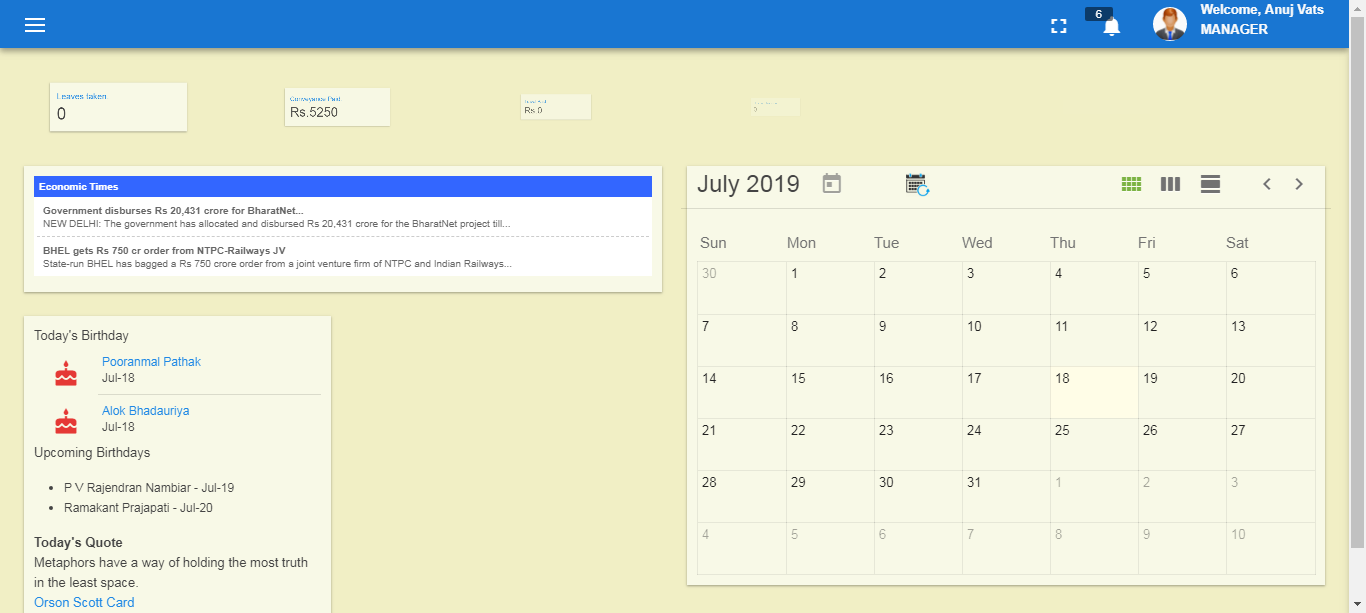 6
Welcome, Anuj Vats
MANAGER
Leaves taken
0
Conveyance Paid
Rs.5250
Rs.0
0
Economic Times
Government disburses Rs 20,431 crore for BharatNet...
NEW DELHI: The government has allocated and disbursed Rs 20,431 crore for the BharatNet project till...
BHEL gets Rs 750 cr order from NTPC-Railways JV
State-run BHEL has bagged a Rs 750 crore order from a joint venture firm of NTPC and Indian Railways...
Today's Birthday
Pooranmal Pathak
Jul-18
Alok Bhadauriya
Jul-18
Upcoming Birthdays
P V Rajendran Nambiar - Jul-19
Ramakant Prajapati - Jul-20
Today's Quote
Metaphors have a way of holding the most truth
in the least space.
Orson Scott Card
July 2019
Sun Mon Tue Wed Thu Fri Sat
30 1 2 3 4 5 6
7 8 9 10 11 12 13
14 15 16 17 18 19 20
21 22 23 24 25 26 27
28 29 30 31 1 2 3
4 5 6 7 8 9 10